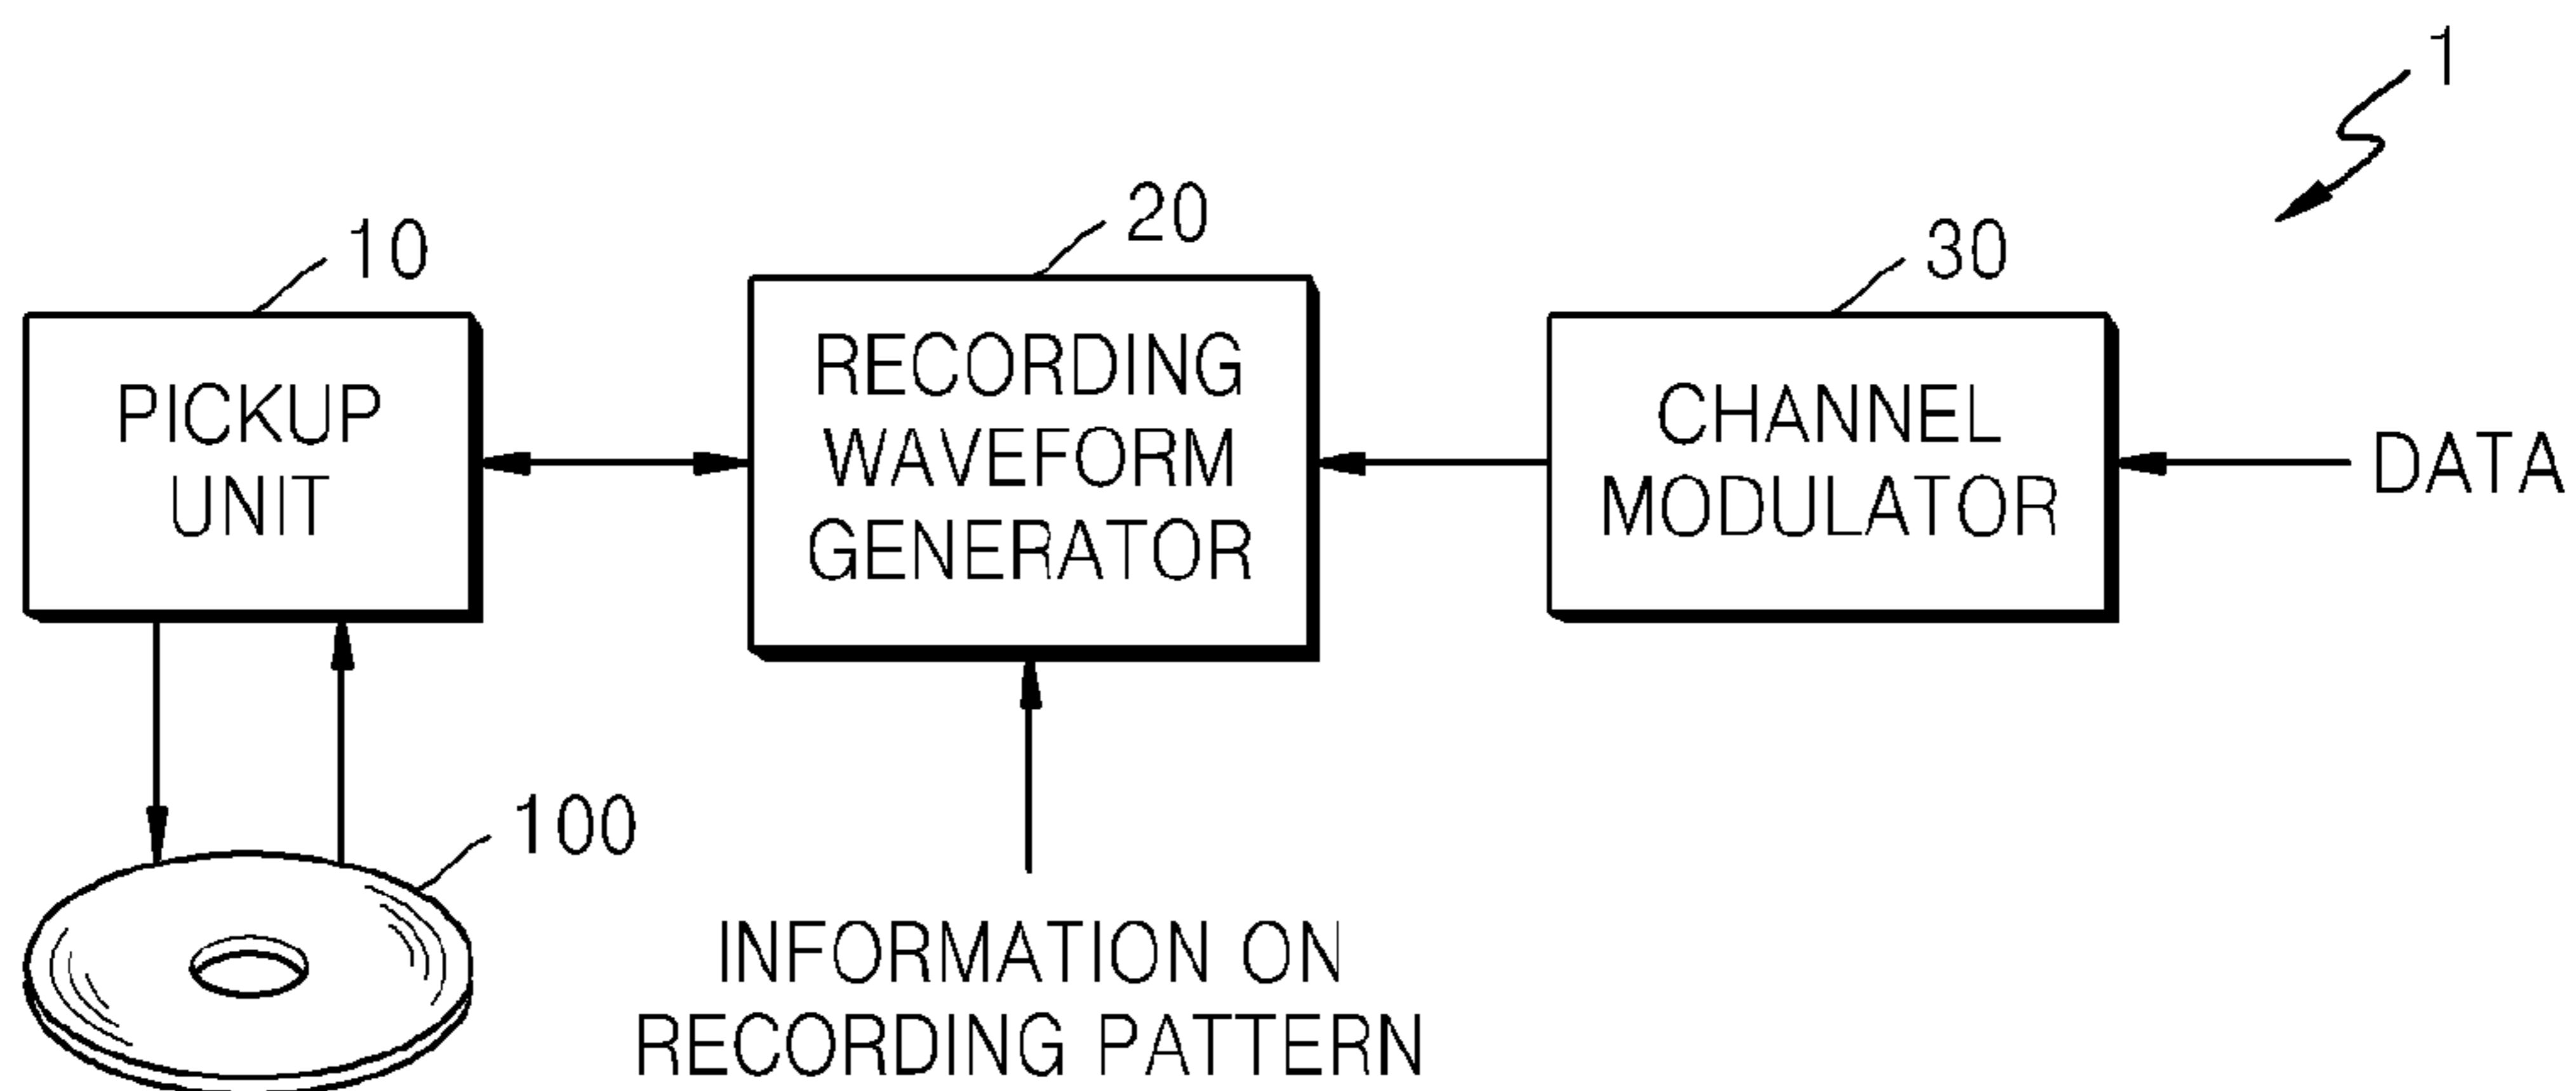 1
10
20
30
PICKUP
UNIT
RECORDING
WAVEFORM
GENERATOR
CHANNEL
MODULATOR
DATA
100
INFORMATION ON
RECORDING PATTERN